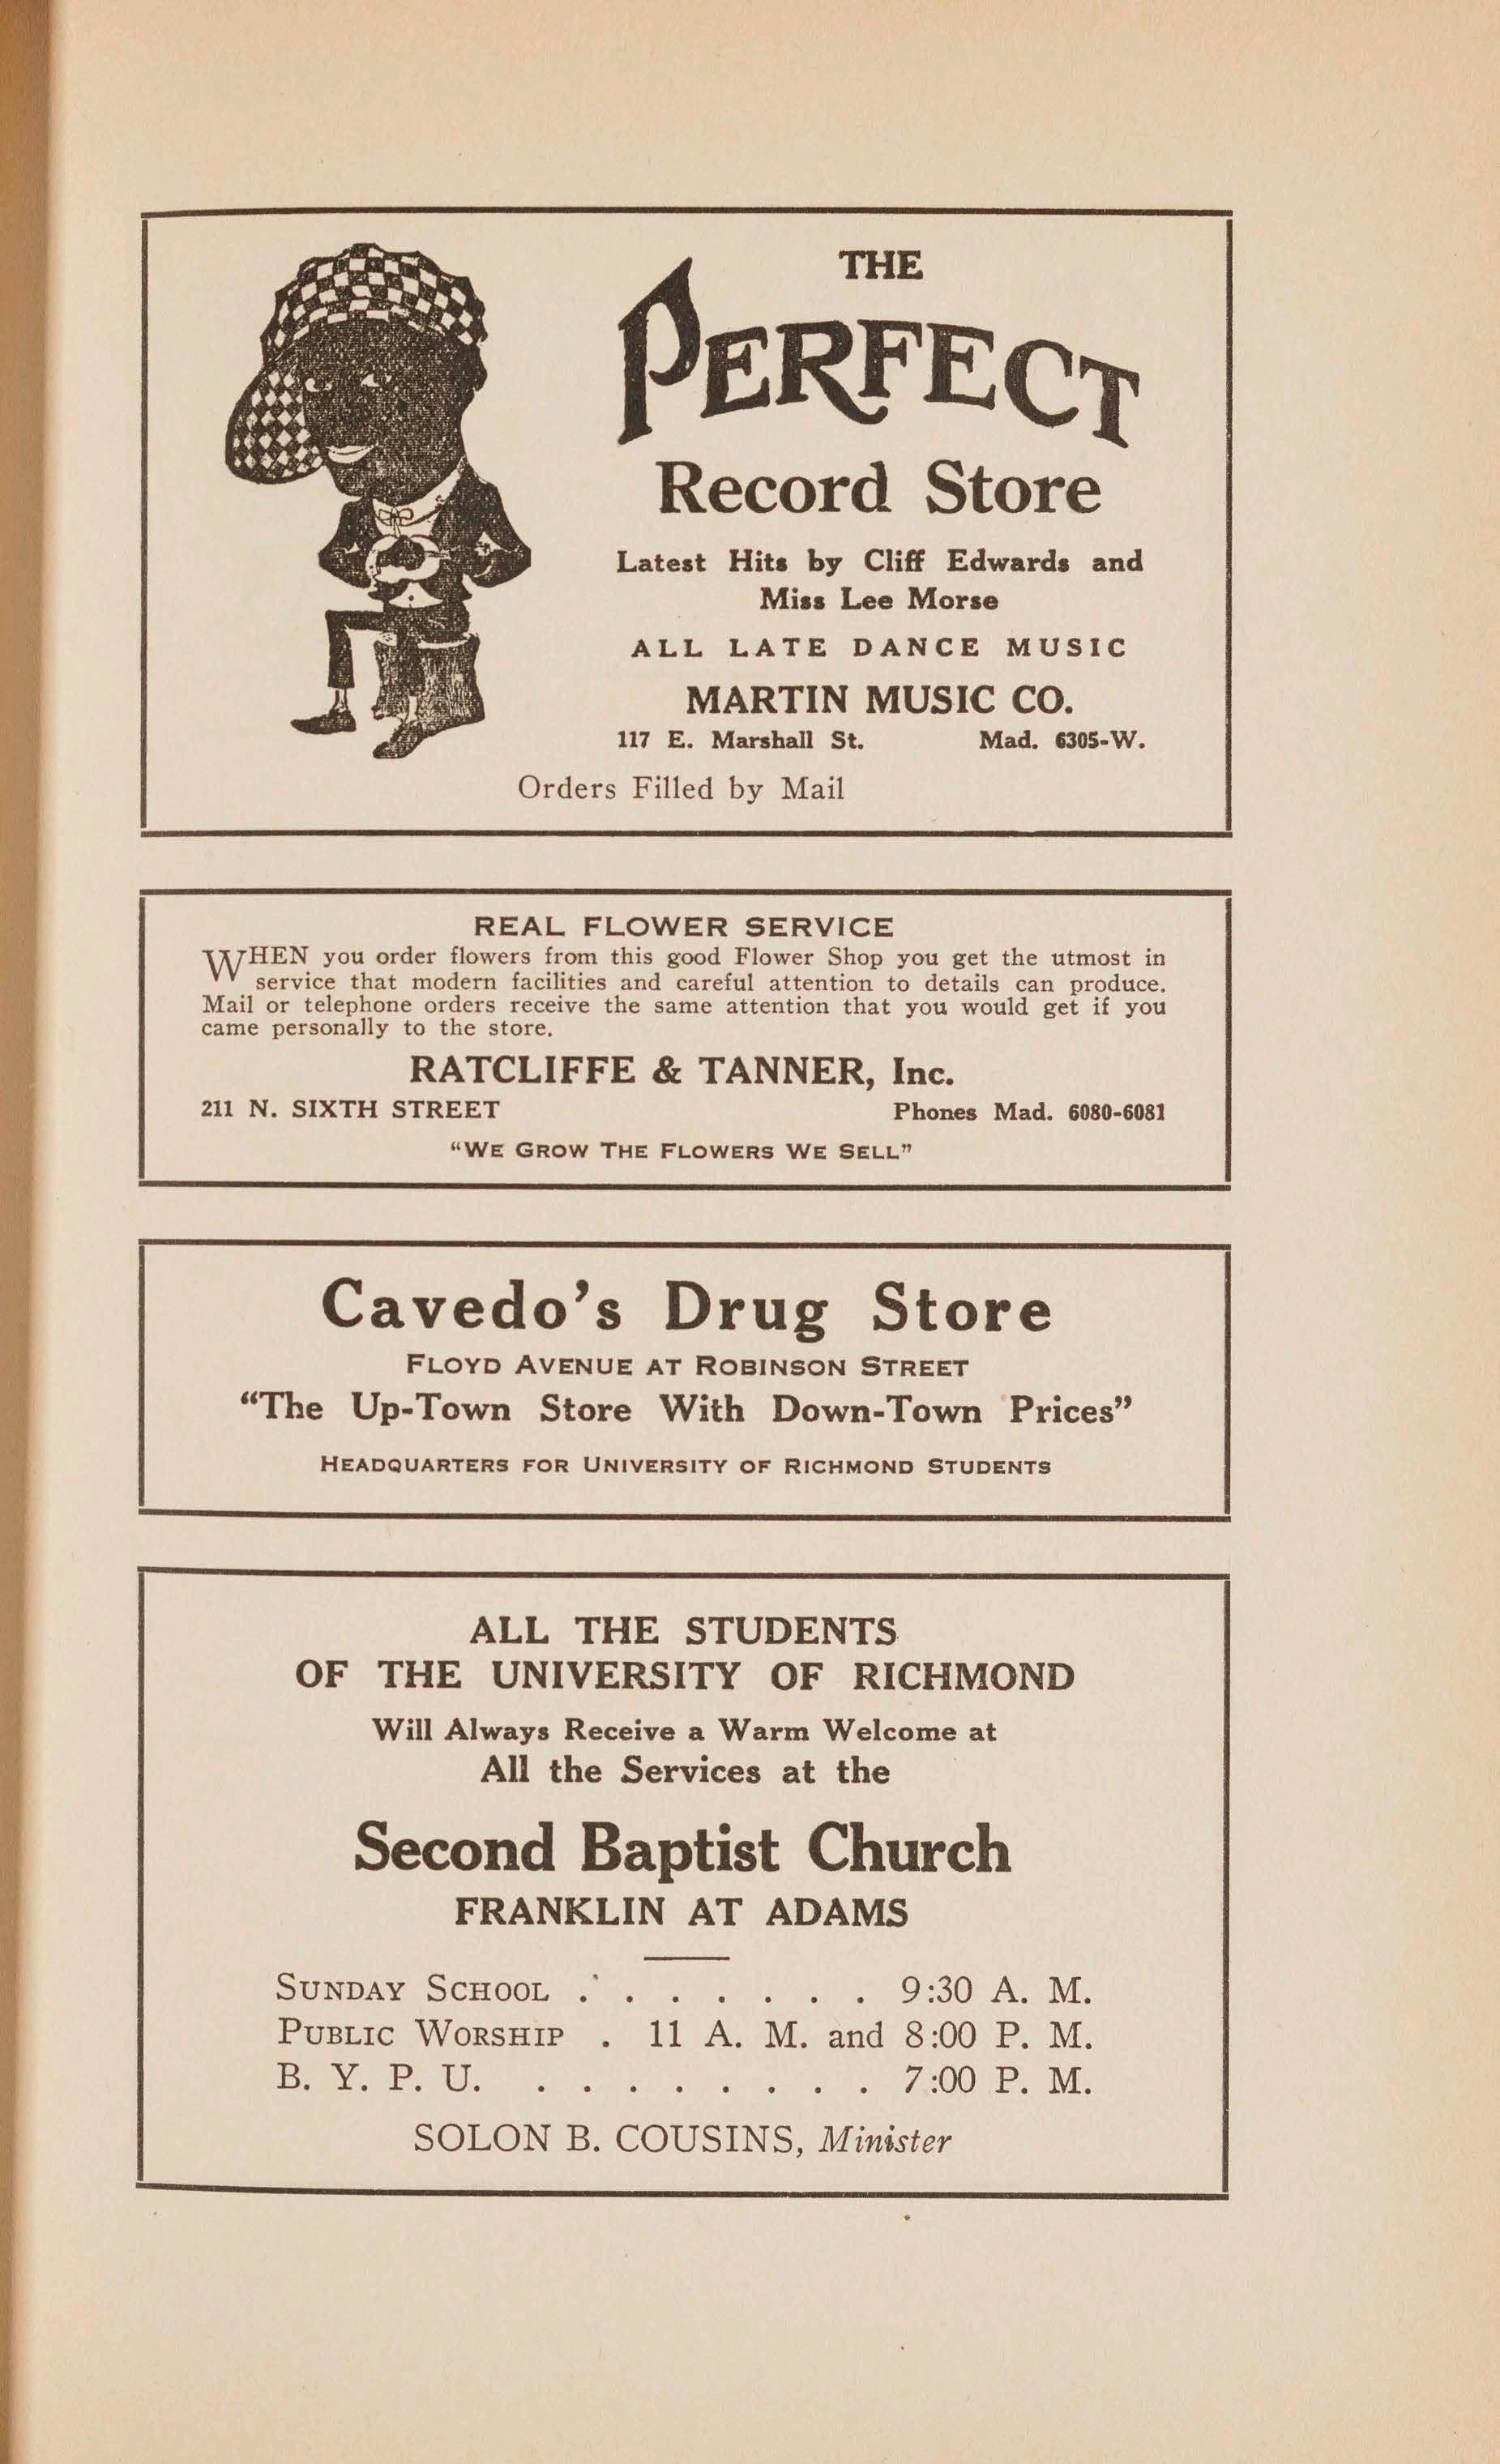 THE
PERFECT
Record Store
Latest Hits by Cliff Edwards and
Miss Lee Morse
ALL LATE DANCE MUSIC
MARTIN MUSIC CO.
117 E. Marshall St. Mad. 6305-W.
Orders Filled by Mail
REAL FLOWER SERVICE
WHEN you order flowers from this good Flower Shop you get the utmost in
service that modern facilities and careful attention to details can produce.
Mail or telephone orders receive the same attention that you would get if you
came personally to the store.
RATCLIFFE & TANNER, Inc.
211 N. SIXTH STREET Phones Mad. 6080-6081
“WE GROW THE FLOWERS WE SELL”
Cavedo’s Drug Store
FLOYD AVENUE AT ROBINSON STREET
“The Up-Town Store With Down-Town Prices”
HEADQUARTERS FOR UNIVERSITY OF RICHMOND STUDENTS
ALL THE STUDENTS
OF THE UNIVERSITY OF RICHMOND
Will Always Receive a Warm Welcome at
All the Services at the
Second Baptist Church
FRANKLIN AT ADAMS
SUNDAY SCHOOL . . . . . . . 9:30 A. M.
PUBLIC WORSHIP . 11 A. M. and 8:00 P. M.
B. Y. P. U. . . . . . . . . 7:00 P. M.
SOLON B. COUSINS, Minister